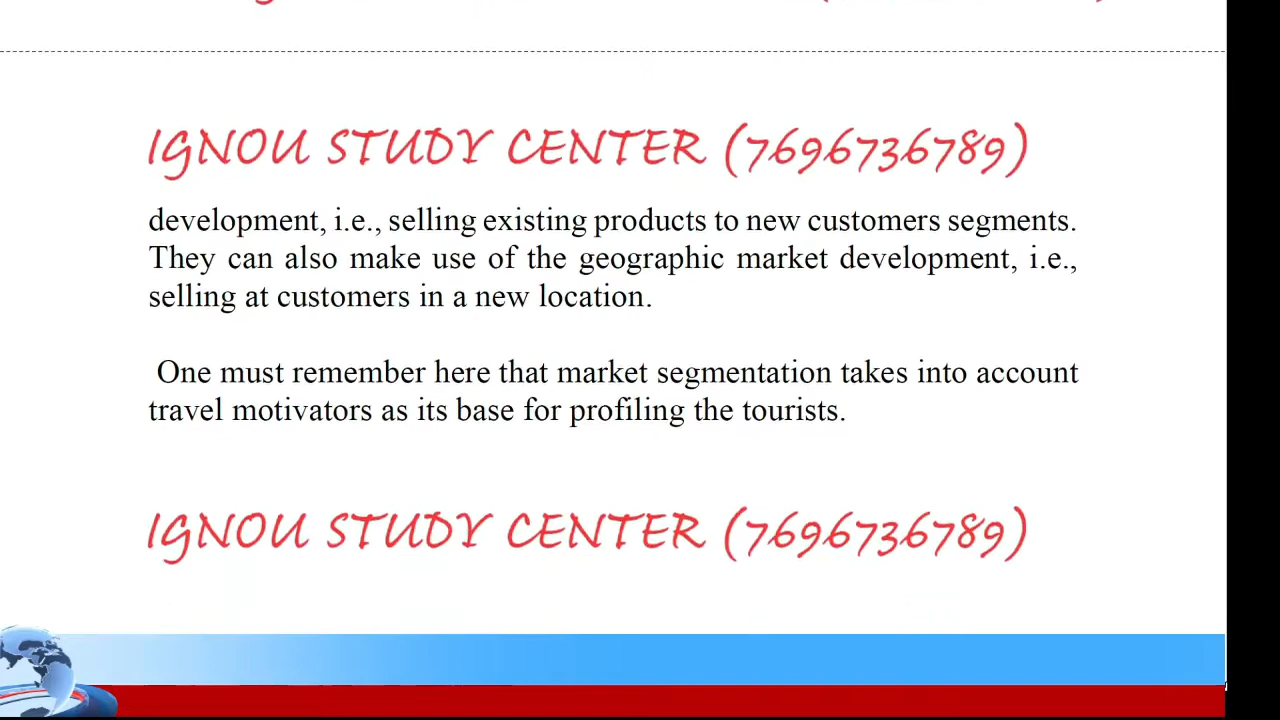 IGNOU STUDY CENTER (7696736789)
development, i.e., selling existing products to new customers segments.
They can also make use of the geographic market development, i.e.,
selling at customers in a new location.
One must remember here that market segmentation takes into account
travel motivators as its base for profiling the tourists.
IGNOU STUDY CENTER (7696736789)